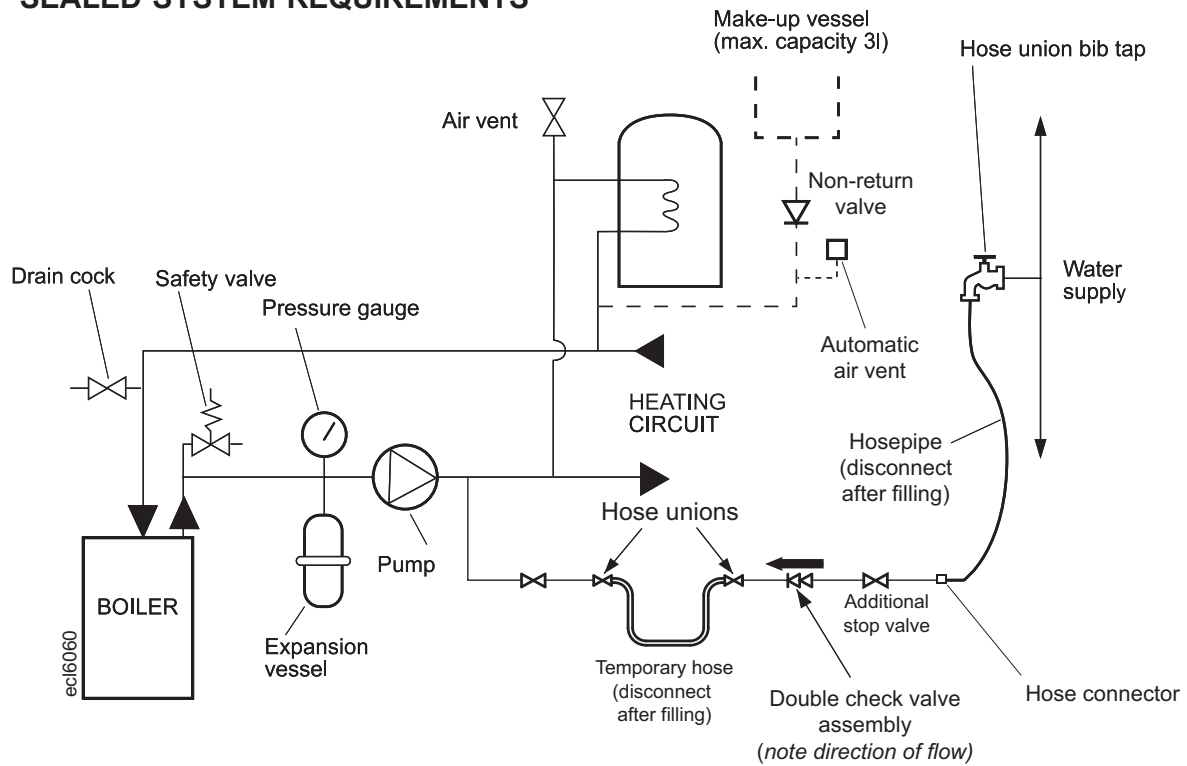 SEALED SYSTEM REQUIREMENTS
Make-up vessel
(max. capacity 3l)
Hose union bib tap
Air vent
Non-return
valve
Drain cock
Safety valve
Pressure gauge
Water
supply
Automatic
air vent
HEATING
CIRCUIT
Hosepipe
(disconnect
after filling)
Hose unions
Pump
BOILER
ecl6060
Expansion
vessel
Additional
stop valve
Temporary hose
(disconnect
after filling)
Double check valve
assembly
(note direction of flow)
Hose connector